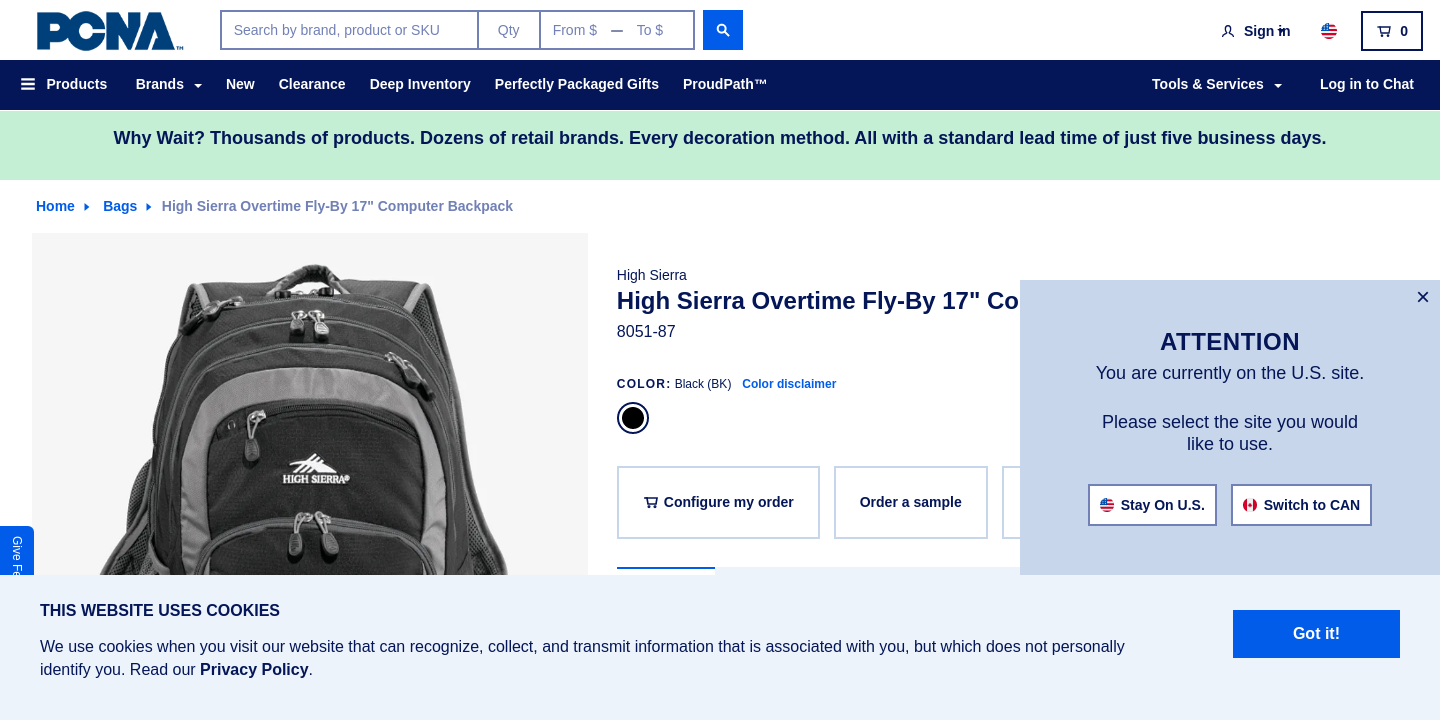 PCNA™
Search by brand, product or SKU
Qty
From $
To $
Sign in
0
Products
Brands
New
Clearance
Deep Inventory
Perfectly Packaged Gifts
ProudPath™
Tools & Services
Log in to Chat
Why Wait? Thousands of products. Dozens of retail brands. Every decoration method. All with a standard lead time of just five business days.
Home
Bags
High Sierra Overtime Fly-By 17" Computer Backpack
HIGH SIERRA®
High Sierra
High Sierra Overtime Fly-By 17" Co
8051-87
COLOR: Black (BK) Color disclaimer
Configure my order
Order a sample
×
ATTENTION
You are currently on the U.S. site.
Please select the site you would
like to use.
Stay On U.S.
Switch to CAN
Give Fe
THIS WEBSITE USES COOKIES
We use cookies when you visit our website that can recognize, collect, and transmit information that is associated with you, but which does not personally
identify you. Read our Privacy Policy.
Got it!